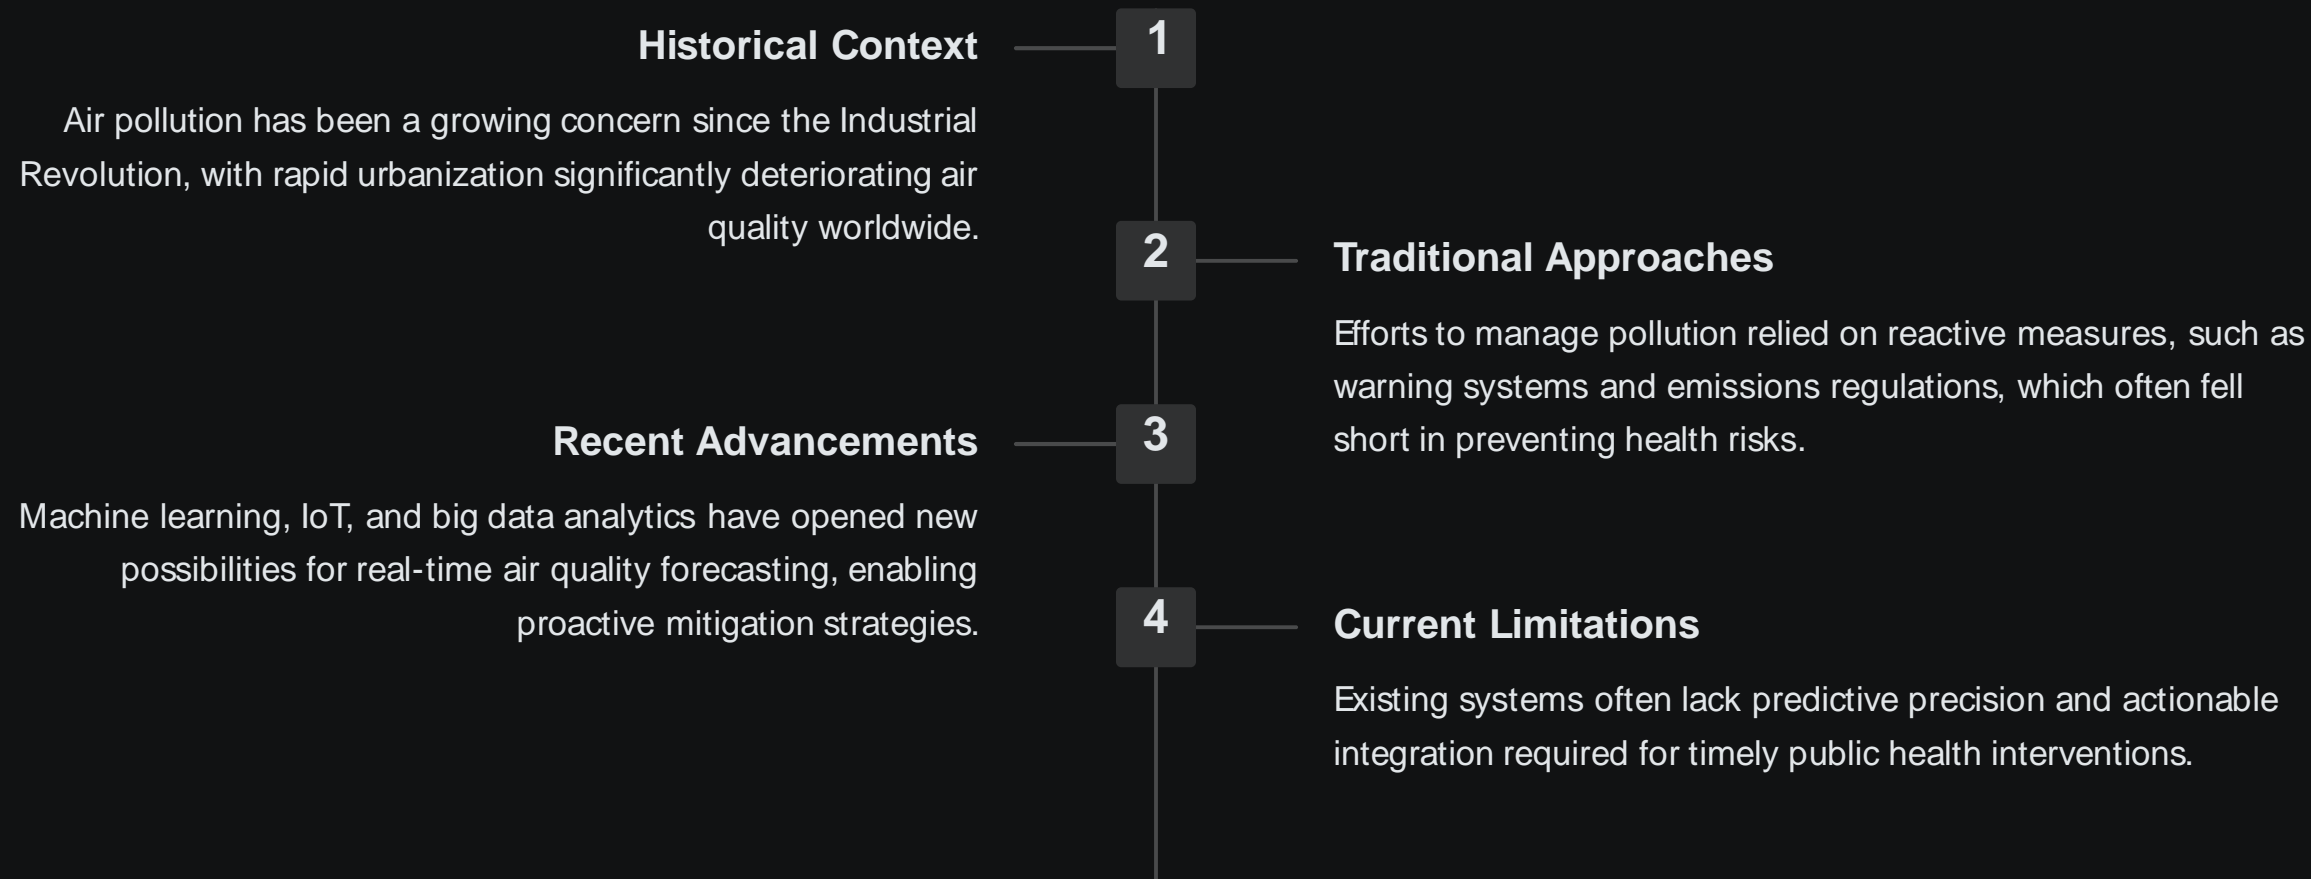 1
Historical Context
Air pollution has been a growing concern since the Industrial
Revolution, with rapid urbanization significantly deteriorating air
quality worldwide.
2
Traditional Approaches
Efforts to manage pollution relied on reactive measures, such as
warning systems and emissions regulations, which often fell
short in preventing health risks.
3
Recent Advancements
Machine learning, IoT, and big data analytics have opened new
possibilities for real-time air quality forecasting, enabling
proactive mitigation strategies.
4
Current Limitations
Existing systems often lack predictive precision and actionable
integration required for timely public health interventions.